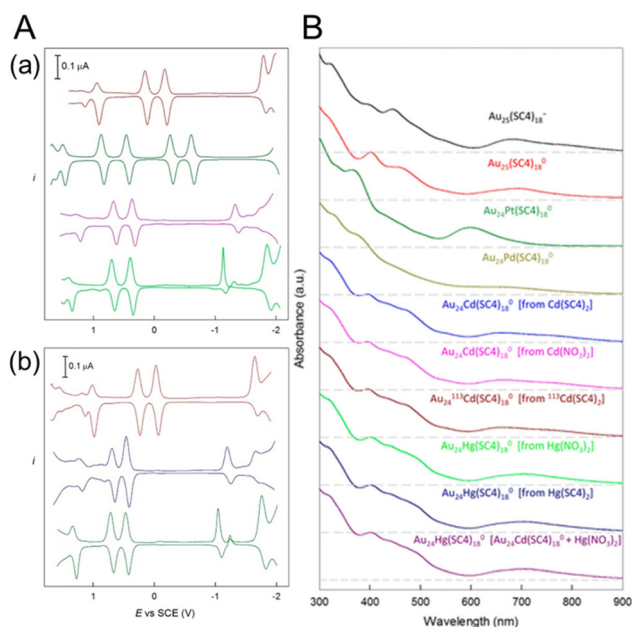 A
B
(a)
0.1 μA
i
1 0 -1 -2
(b)
0.1 μA
i
1 0 -1 -2
E vs SCE (V)
Absorbance (a.u.)
Au₂₅(SC4)₁₈⁻
Au₂₅(SC4)₁₈⁰
Au₂₄Pt(SC4)₁₈⁰
Au₂₄Pd(SC4)₁₈⁰
Au₂₄Cd(SC4)₁₈⁰ [from Cd(SC4)₂]
Au₂₄Cd(SC4)₁₈⁰ [from Cd(NO₃)₂]
Au₂₄¹¹³Cd(SC4)₁₈⁰ [from ¹¹³Cd(SC4)₂]
Au₂₄Hg(SC4)₁₈⁰ [from Hg(NO₃)₂]
Au₂₄Hg(SC4)₁₈⁰ [from Hg(SC4)₂]
Au₂₄Hg(SC4)₁₈⁰ [Au₂₄Cd(SC4)₁₈⁰ + Hg(NO₃)₂]
300 400 500 600 700 800 900
Wavelength (nm)